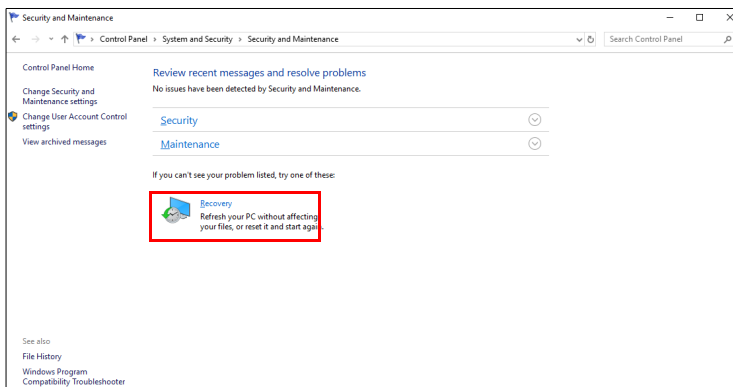 Security and Maintenance
Control Panel > System and Security > Security and Maintenance
Search Control Panel
Control Panel Home
Change Security and
Maintenance settings
Change User Account Control
settings
View archived messages
Review recent messages and resolve problems
No issues have been detected by Security and Maintenance.
Security
Maintenance
If you can't see your problem listed, try one of these:
Recovery
Refresh your PC without affecting
your files, or reset it and start again.
See also
File History
Windows Program
Compatibility Troubleshooter